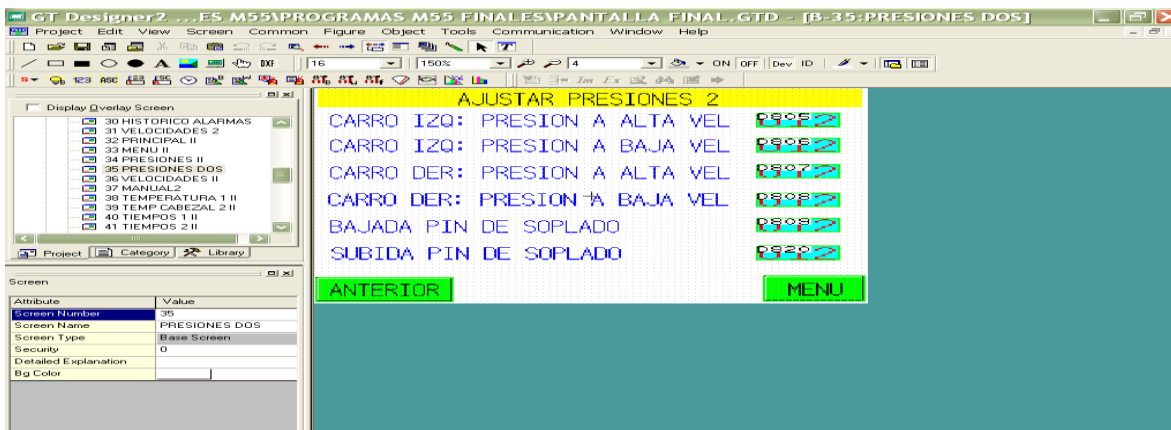 GT Designer2 ...ES M55\PROGRAMAS M55 FINALES\PANTALLA FINAL,GTD - [B-35:PRESIONES DOS]
Project Edit View Screen Common Figure Object Tools Communication Window Help
16 150% 4 ON OFF Dev ID
Display Overlay Screen
30 HISTORICO ALARMAS
31 VELOCIDADES 2
32 PRINCIPAL II
33 MENU II
34 PRESIONES II
35 PRESIONES DOS
36 VELOCIDADES II
37 MANUAL2
38 TEMPERATURA 1 II
39 TEMP CABEZAL 2 II
40 TIEMPOS 1 II
41 TIEMPOS 2 II
Project Category Library
Screen
Attribute Value
Screen Number 35
Screen Name PRESIONES DOS
Screen Type Base Screen
Security 0
Detailed Explanation
Bg Color
AJUSTAR PRESIONES 2
CARRO IZQ: PRESION A ALTA VEL
CARRO IZQ: PRESION A BAJA VEL
CARRO DER: PRESION A ALTA VEL
CARRO DER: PRESION A BAJA VEL
BAJADA PIN DE SOPLADO
SUBIDA PIN DE SOPLADO
ANTERIOR MENU